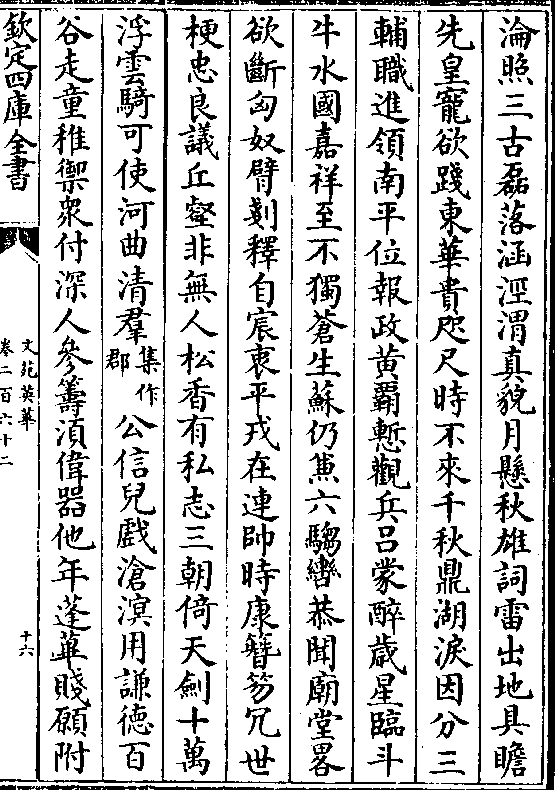 淪照三古磊落涵涇渭真貌月懸秋雄詞雷出地具瞻
先皇寵欲踐東華貴咫尺時不來千秋鼎湖淚因分三
輔職進領南平位報政黄霸慙觀兵吕蒙醉歳星臨斗
牛水國嘉祥至不獨蒼生蘇仍兼六騶轡恭聞廟堂畧
欲斷匈奴臂剗釋自宸衷平戎在連帥時康簪笏冗世
梗忠良議丘壑非無人松香有私志三朝倚天劍十萬
浮雲騎可使河曲清羣集作郡公信兒戲滄溟用謙德百
谷走童稚禦衆付深人參籌須偉器他年蓬蓽賤願附
欽定四庫全書
文苑英華
卷二百六十二
十六